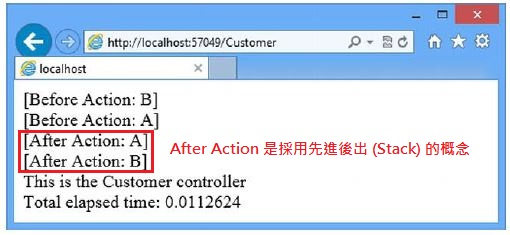 http://localhost:57049/Customer
localhost
[Before Action: B]
[Before Action: A]
[After Action: A]
After Action 是採用先進後出 (Stack) 的概念
[After Action: B]
This is the Customer controller
Total elapsed time: 0.0112624